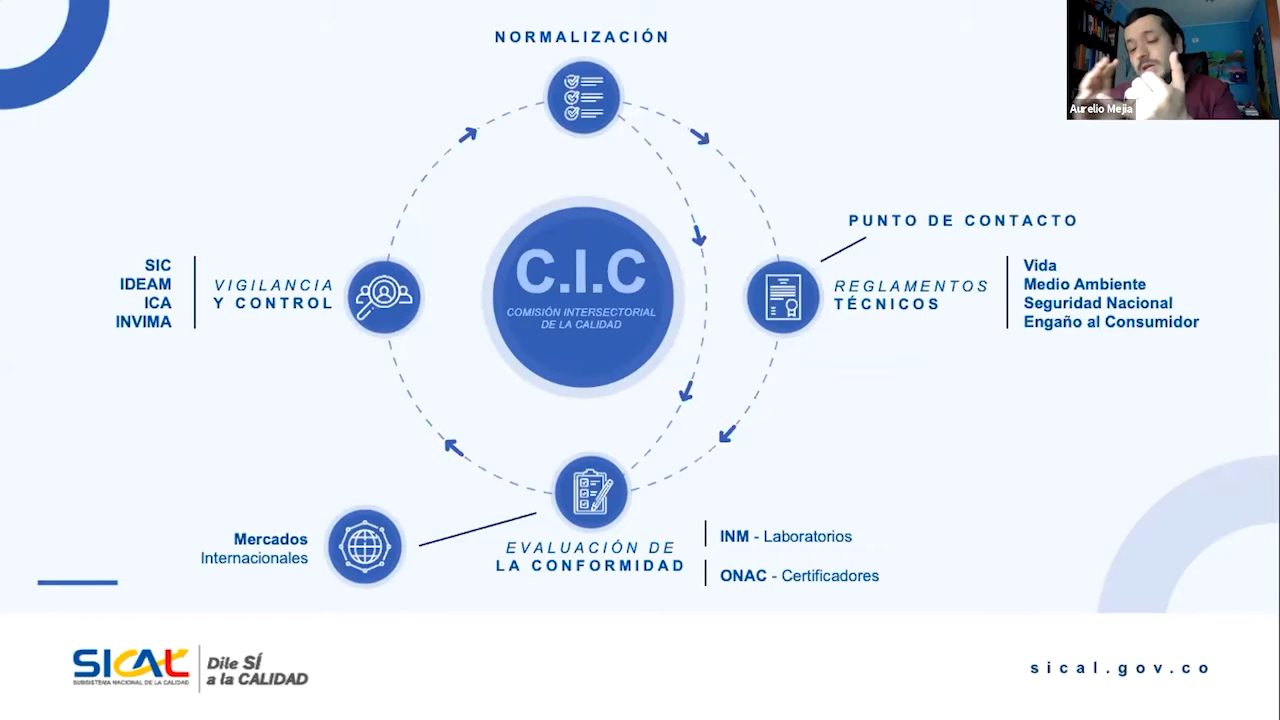 NORMALIZACIÓN
Aurelio Mejia
PUNTO DE CONTACTO
C.I.C
COMISIÓN INTERSECTORIAL
DE LA CALIDAD
SIC
IDEAM
ICA
INVIMA
VIGILANCIA
Y CONTROL
REGLAMENTOS
TÉCNICOS
Vida
Medio Ambiente
Seguridad Nacional
Engaño al Consumidor
Mercados
Internacionales
EVALUACIÓN DE
LA CONFORMIDAD
INM - Laboratorios
ONAC - Certificadores
SICAL
SUBSISTEMA NACIONAL DE LA CALIDAD
Dile SÍ
a la CALIDAD
sical.gov.co